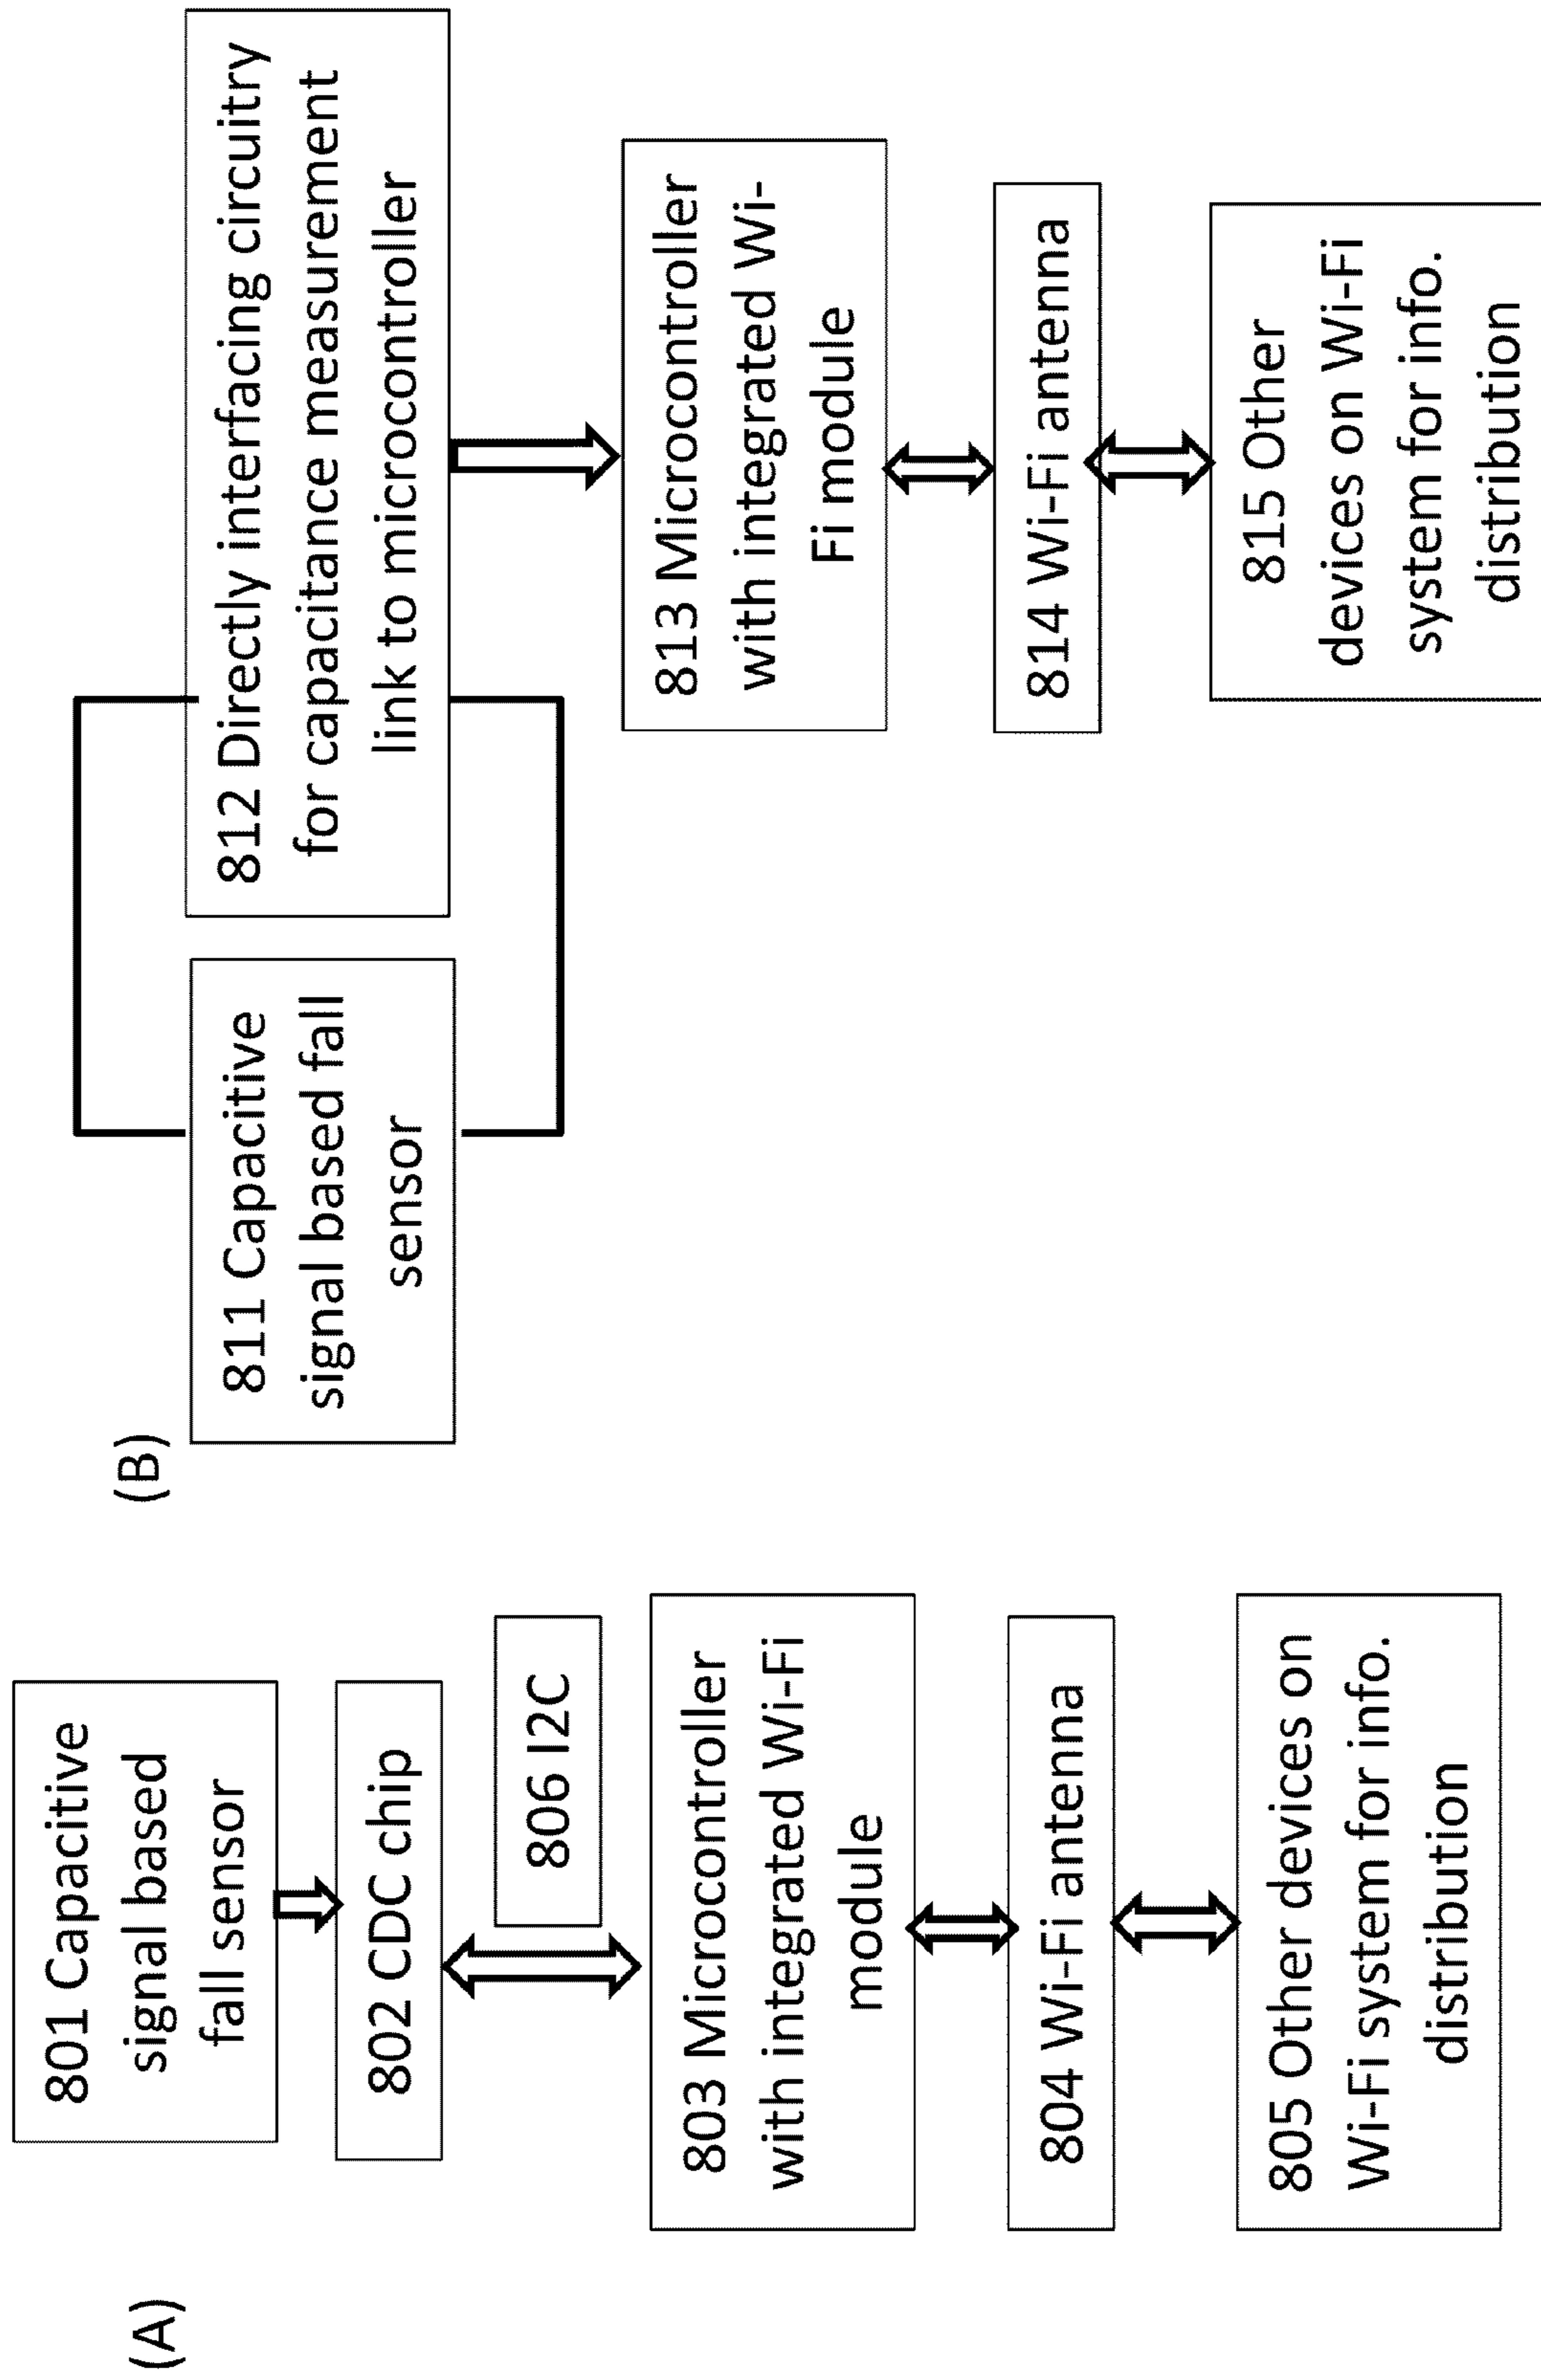 (A)
801 Capacitive
signal based
fall sensor
802 CDC chip
806 I2C
803 Microcontroller
with integrated Wi-Fi
module
804 Wi-Fi antenna
805 Other devices on
Wi-Fi system for info.
distribution
(B)
811 Capacitive
signal based fall
sensor
812 Directly interfacing circuitry
for capacitance measurement
link to microcontroller
813 Microcontroller
with integrated Wi-
Fi module
814 Wi-Fi antenna
815 Other
devices on Wi-Fi
system for info.
distribution